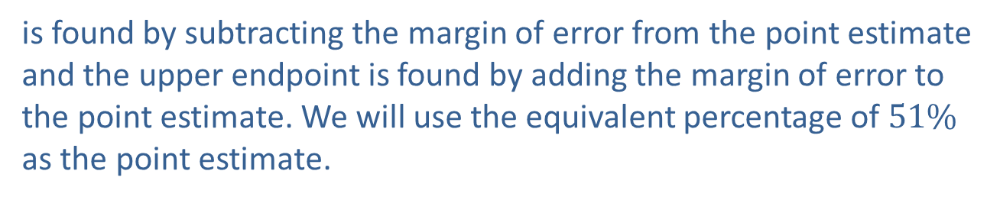 is found by subtracting the margin of error from the point estimate
and the upper endpoint is found by adding the margin of error to
the point estimate. We will use the equivalent percentage of 51%
as the point estimate.